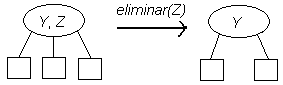 Y, Z
eliminar(Z)
Y